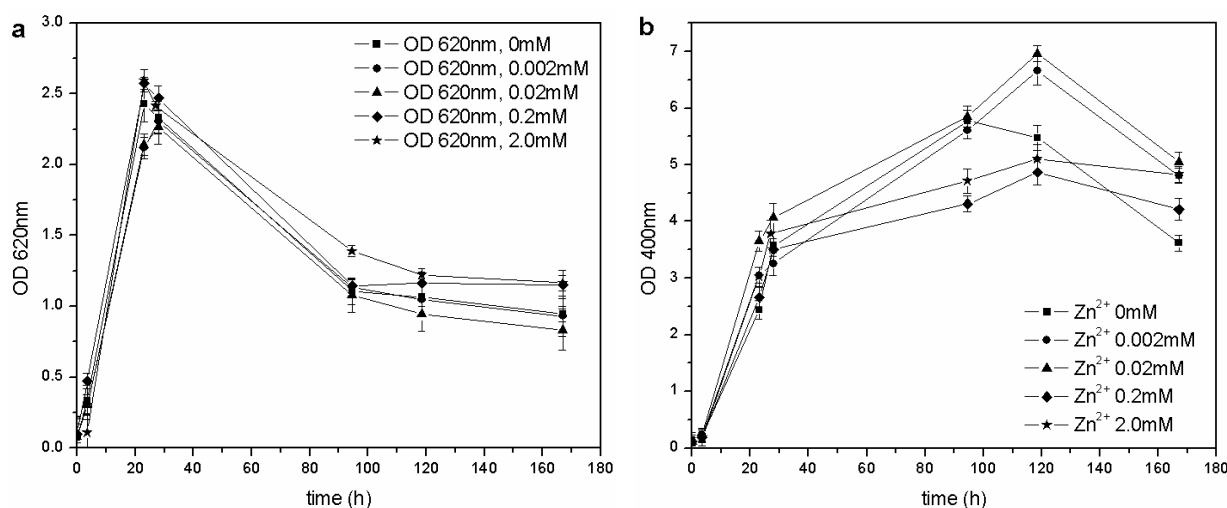 a
3.0
2.5
2.0
1.5
1.0
0.5
0.0
OD 620nm
OD 620nm, 0mM
OD 620nm, 0.002mM
OD 620nm, 0.02mM
OD 620nm, 0.2mM
OD 620nm, 2.0mM
0 20 40 60 80 100 120 140 160 180
time (h)
b
7
6
5
4
3
2
1
0
OD 400nm
Zn²⁺ 0mM
Zn²⁺ 0.002mM
Zn²⁺ 0.02mM
Zn²⁺ 0.2mM
Zn²⁺ 2.0mM
0 20 40 60 80 100 120 140 160 180
time (h)